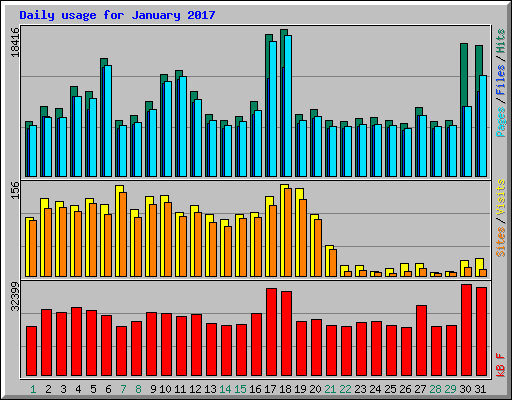 Daily usage for January 2017
18416
Pages / Files / Hits
156
Sites / Visits
32399
kB F
1 2 3 4 5 6 7 8 9 10 11 12 13 14 15 16 17 18 19 20 21 22 23 24 25 26 27 28 29 30 31